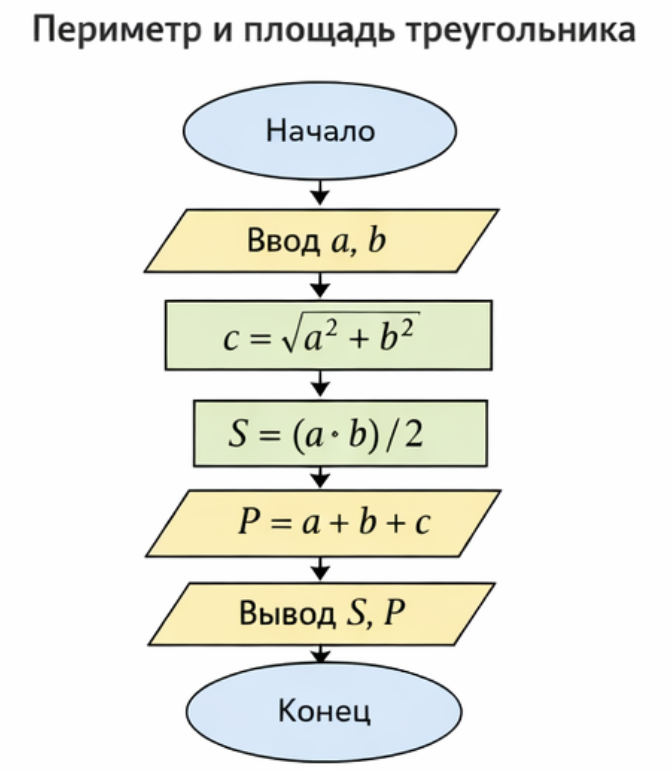 Периметр и площадь треугольника
Начало
Ввод a, b
c = √a² + b²
S = (a · b) / 2
P = a + b + c
Вывод S, P
Конец